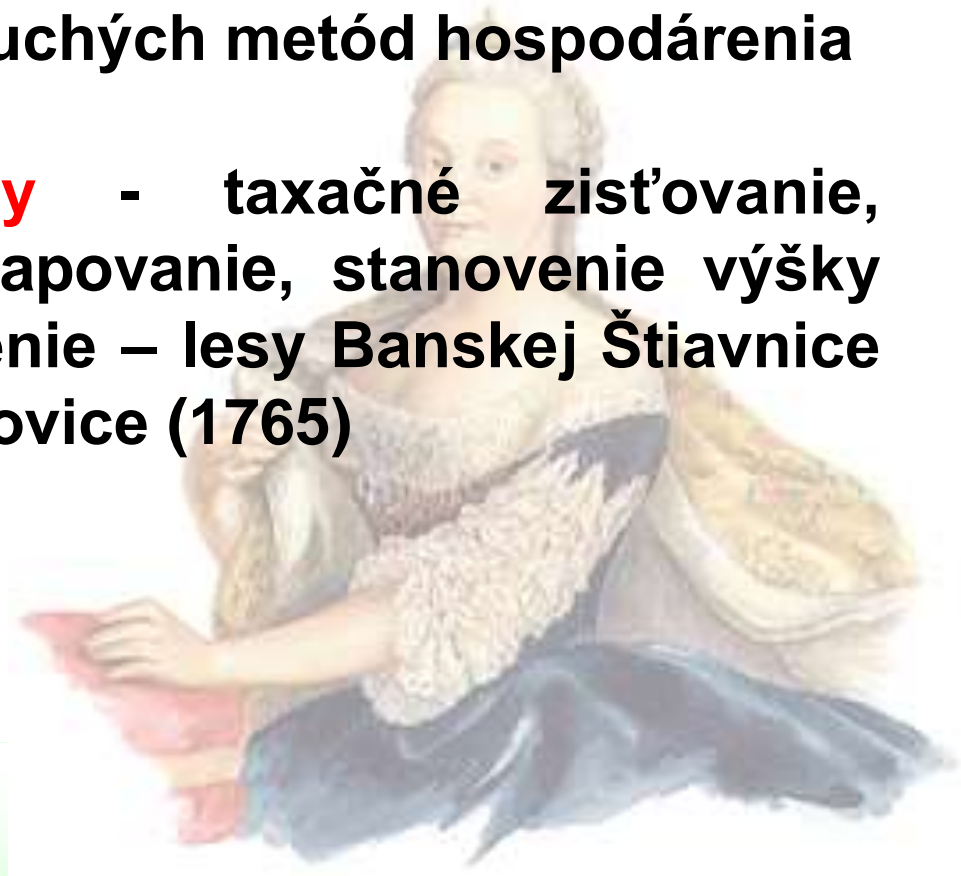 uchých metód hospodárenia
y - taxačné zisťovanie,
apovanie, stanovenie výšky
enie – lesy Banskej Štiavnice
ovice (1765)